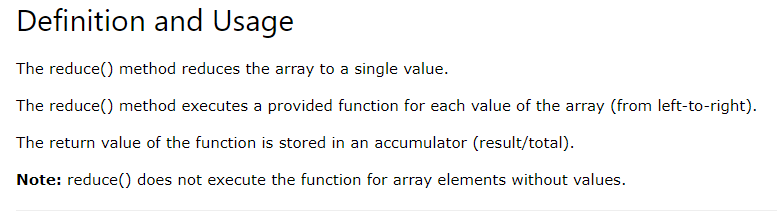 Definition and Usage
The reduce() method reduces the array to a single value.
The reduce() method executes a provided function for each value of the array (from left-to-right).
The return value of the function is stored in an accumulator (result/total).
Note: reduce() does not execute the function for array elements without values.